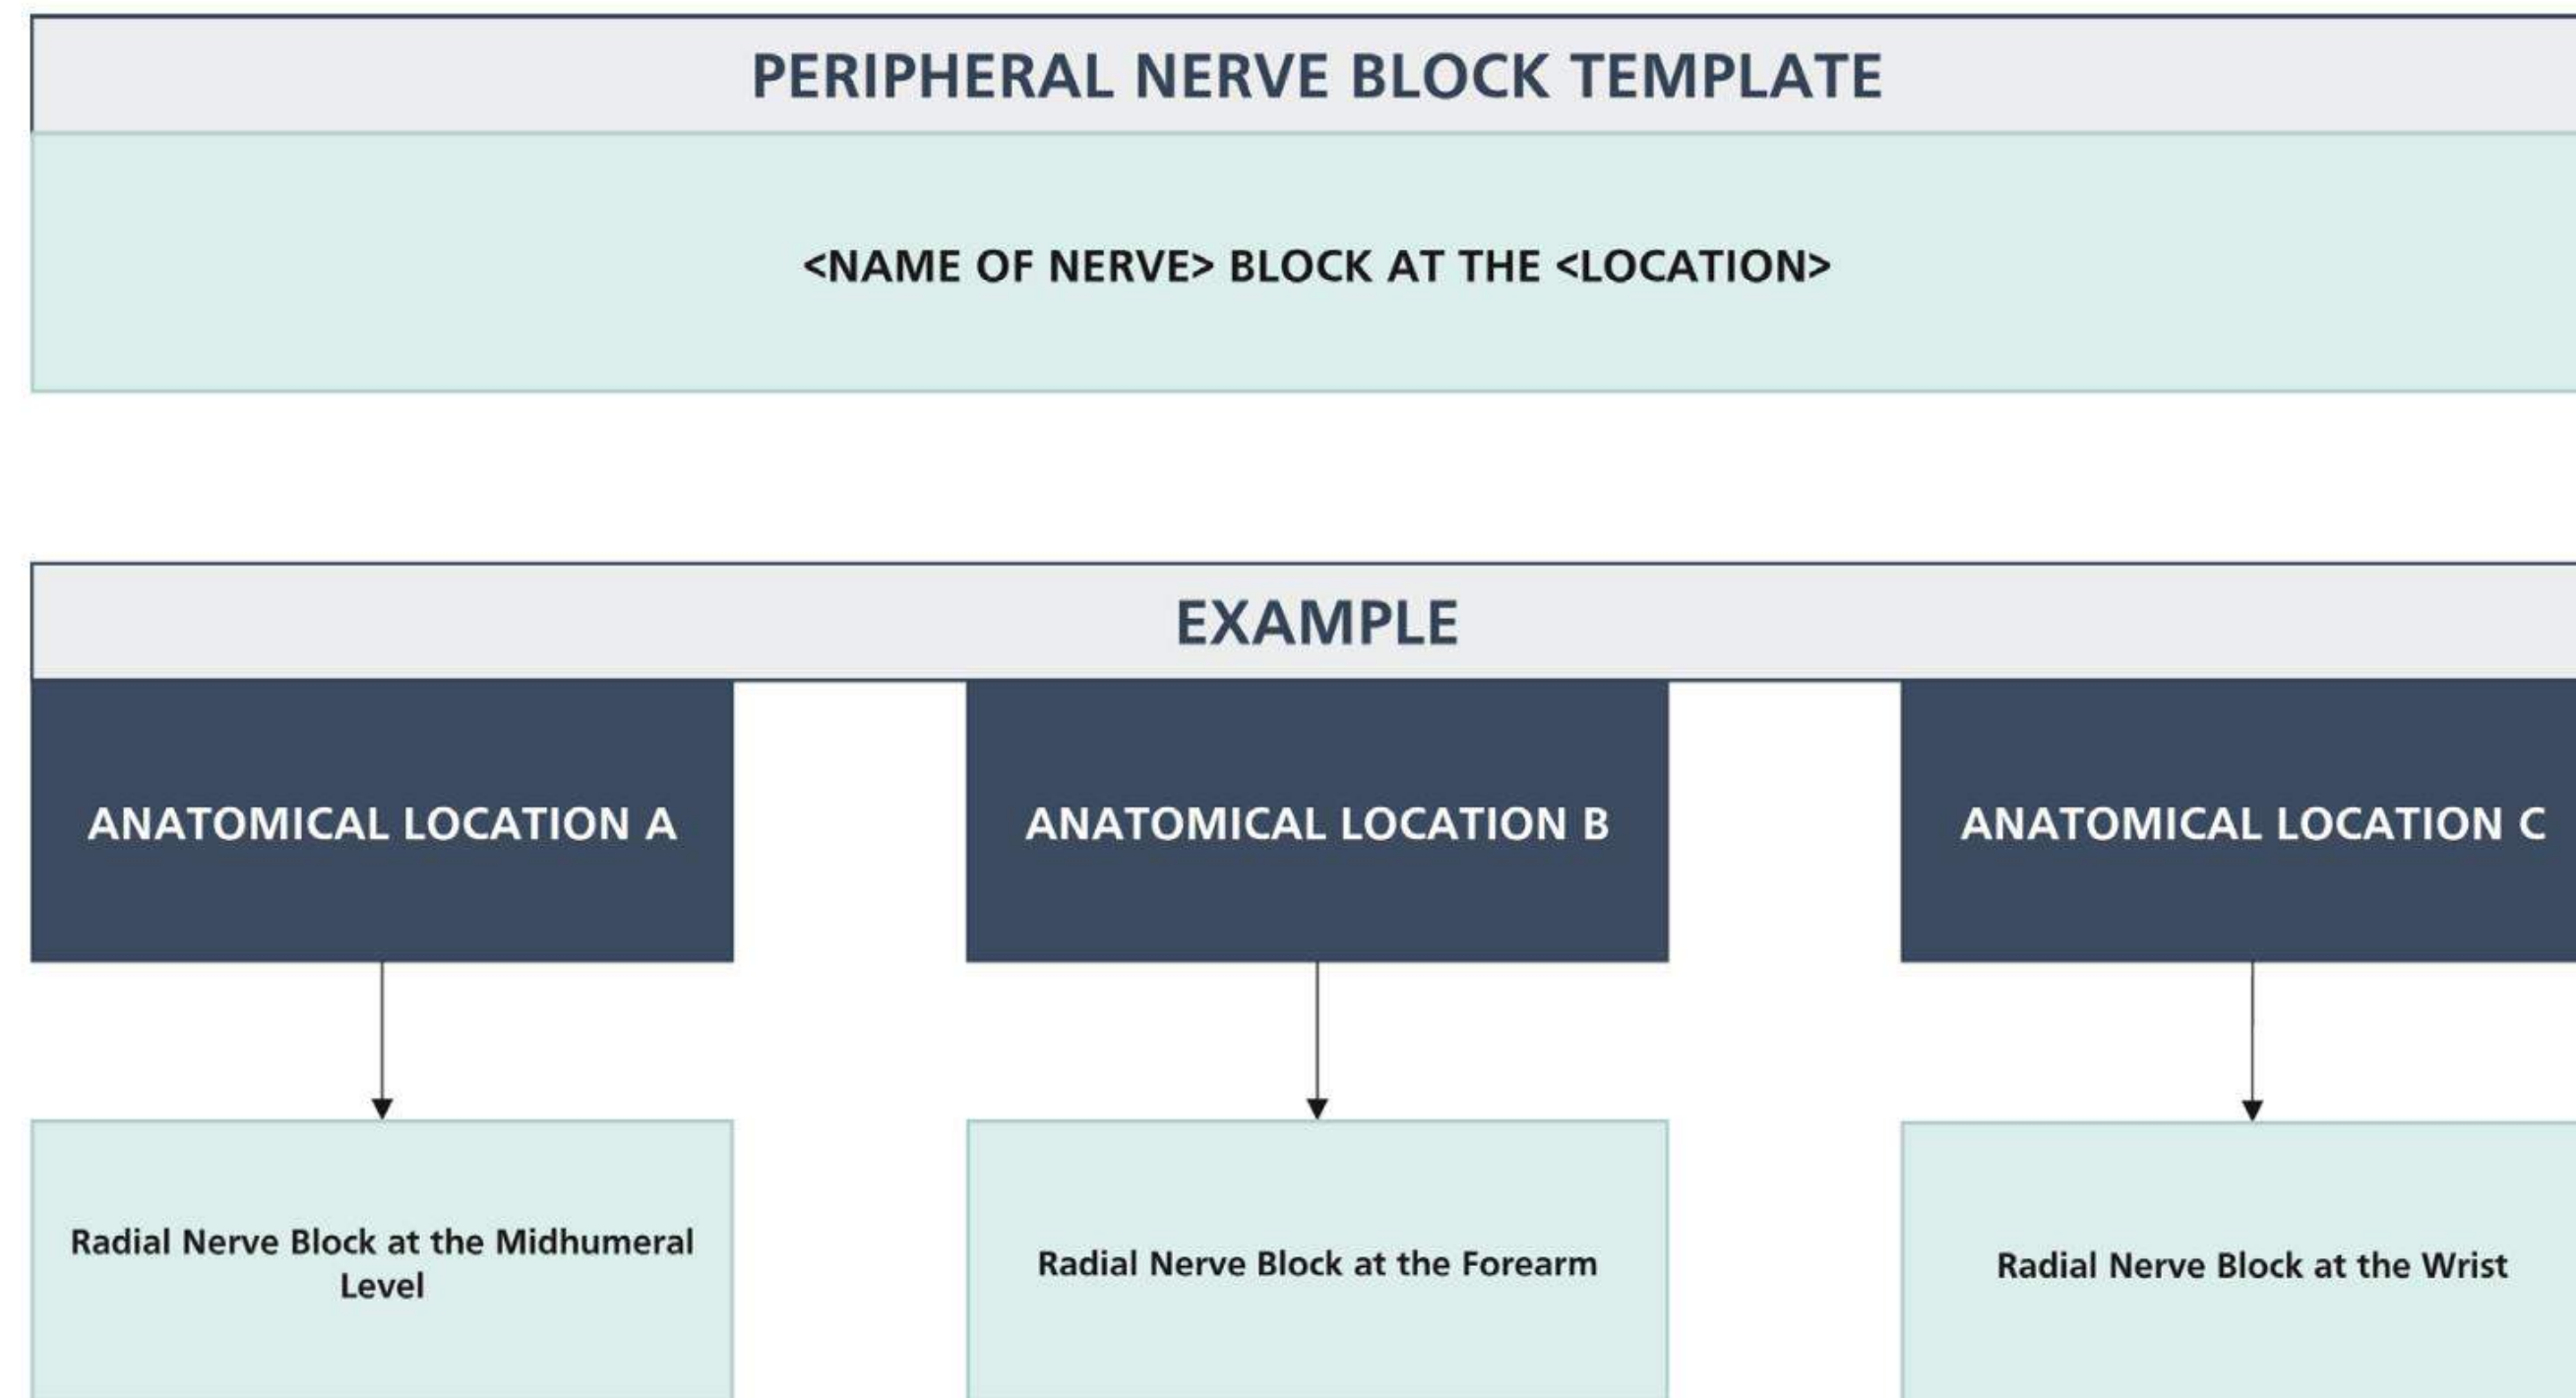 PERIPHERAL NERVE BLOCK TEMPLATE
<NAME OF NERVE> BLOCK AT THE <LOCATION>
EXAMPLE
ANATOMICAL LOCATION A
ANATOMICAL LOCATION B
ANATOMICAL LOCATION C
Radial Nerve Block at the Midhumeral
Level
Radial Nerve Block at the Forearm
Radial Nerve Block at the Wrist